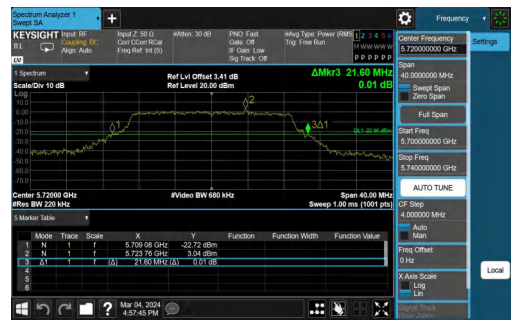 Spectrum Analyzer 1
Swept SA
+
Frequency
KEYSIGHT
Input: RF
Input Z: 50 Ω
#Atten: 30 dB
PNO: Fast
#Avg Type: Power (RMS
1 2 3 4 5 6
RL
Coupling: DC
Corr CCorr RCal
Gate: Off
Trig: Free Run
Align: Auto
Freq Ref: Int (S)
IF Gain: Low
M W W W W W
Sig Track: Off
P P P P P P
LV
1 Spectrum
Ref Lvl Offset 3.41 dB
ΔMkr3 21.60 MHz
Scale/Div 10 dB
Ref Level 20.00 dBm
0.01 dB
Log
10.0
0.00
-10.0
-20.0
-30.0
-40.0
-50.0
-60.0
-70.0
1
2
3Δ1
Center 5.72000 GHz
#Video BW 680 kHz
Span 40.00 MHz
#Res BW 220 kHz
Sweep 1.00 ms (1001 pts)
5 Marker Table
Mode Trace Scale X Y Function Function Width Function Value
1 N 1 f 5.709 08 GHz -22.72 dBm
2 N 1 f 5.723 76 GHz 3.04 dBm
3 Δ1 1 f (Δ) 21.60 MHz (Δ) 0.01 dB
4
5
6
Mar 04, 2024
4:57:45 PM
?
Center Frequency
5.720000000 GHz
Settings
Span
40.0000000 MHz
Swept Span
Zero Span
Full Span
Start Freq
5.700000000 GHz
Stop Freq
5.740000000 GHz
AUTO TUNE
CF Step
4.000000 MHz
Auto
Man
Freq Offset
0 Hz
X Axis Scale
Log
Lin
Local
Signal Track